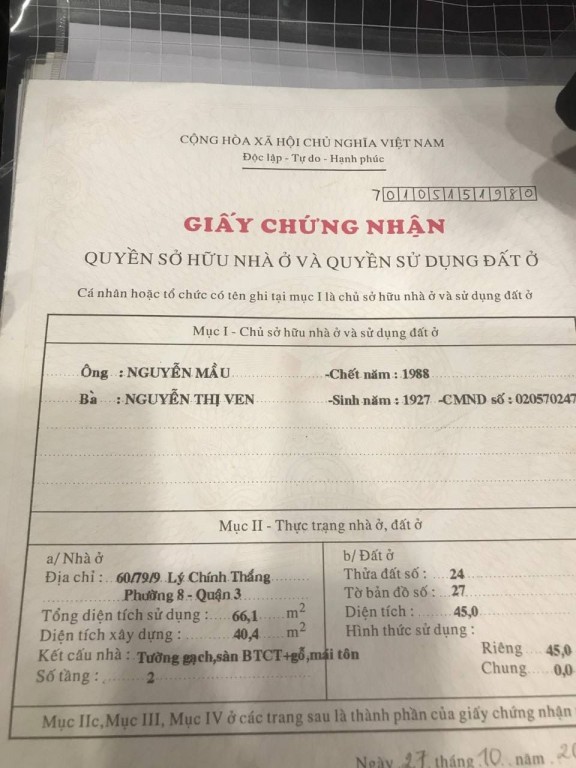 CỘNG HÒA XÃ HỘI CHỦ NGHĨA VIỆT NAM
Độc lập - Tự do - Hạnh phúc
70105151980
GIẤY CHỨNG NHẬN
QUYỀN SỞ HỮU NHÀ Ở VÀ QUYỀN SỬ DỤNG ĐẤT Ở
Cá nhân hoặc tổ chức có tên ghi tại mục I là chủ sở hữu nhà ở và sử dụng đất ở
Mục I - Chủ sở hữu nhà ở và sử dụng đất ở
Ông : NGUYỄN MẦU -Chết năm : 1988
Bà : NGUYỄN THỊ VEN -Sinh năm : 1927 -CMND số : 020570247
Mục II - Thực trạng nhà ở, đất ở
a/ Nhà ở
Địa chỉ : 60/79/9 Lý Chính Thắng
Phường 8 - Quận 3
Tổng diện tích sử dụng : 66,1 m2
Diện tích xây dựng : 40,4 m2
Kết cấu nhà : Tường gạch,sàn BTCT+gỗ,mái tôn
Số tầng : 2
b/ Đất ở
Thửa đất số : 24
Tờ bản đồ số : 27
Diện tích : 45,0
Hình thức sử dụng :
Riêng 45,0
Chung 0,0
Mục IIc,Mục III, Mục IV ở các trang sau là thành phần của giấy chứng nhận
Ngày 27 tháng 10 năm 20